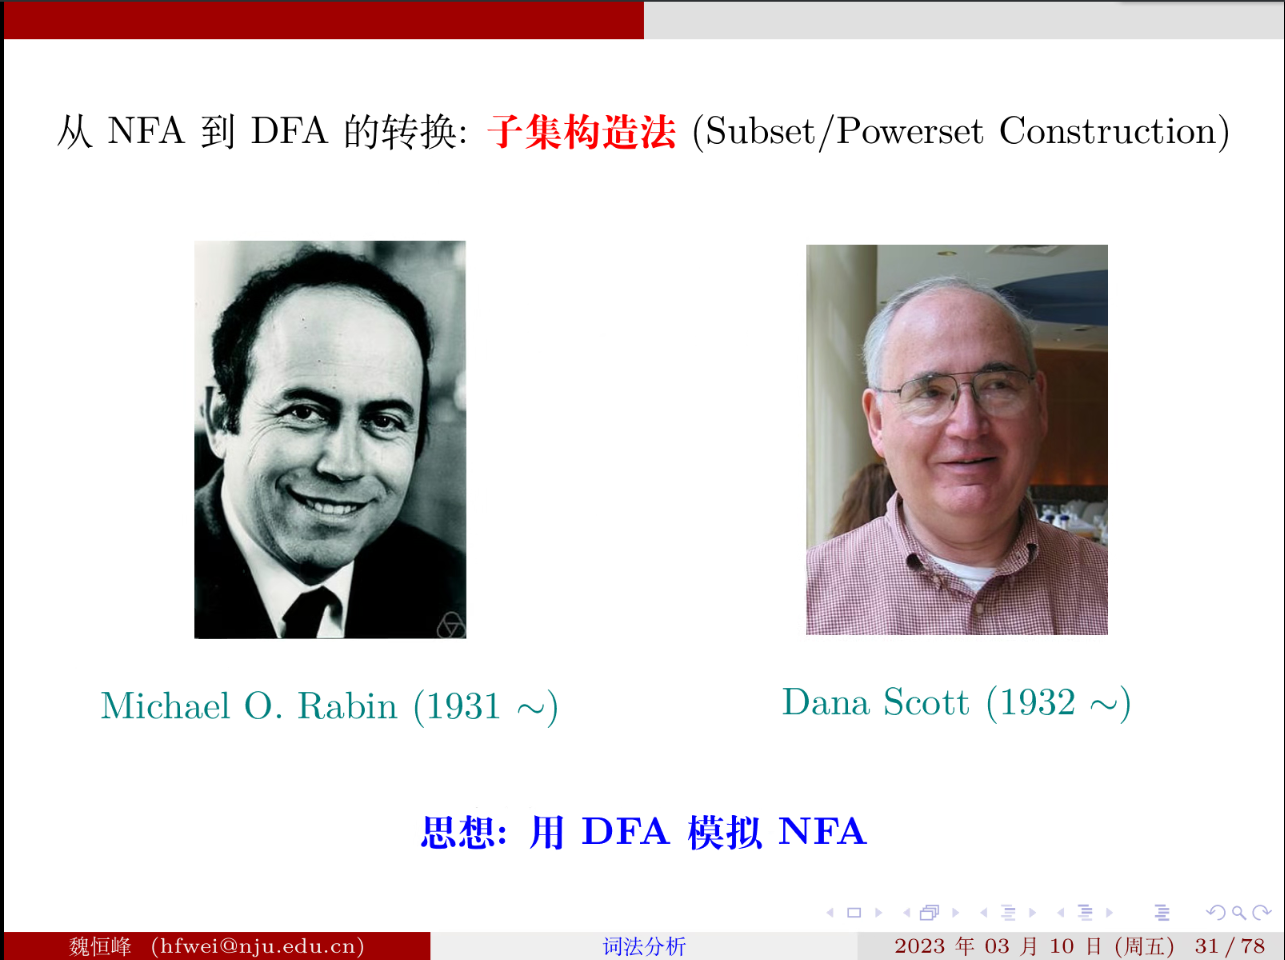 从 NFA 到 DFA 的转换: 子集构造法 (Subset/Powerset Construction)
Michael O. Rabin (1931 ∼)
Dana Scott (1932 ∼)
思想: 用 DFA 模拟 NFA
魏恒峰 (hfwei@nju.edu.cn)
词法分析
2023 年 03 月 10 日 (周五)
31 / 78